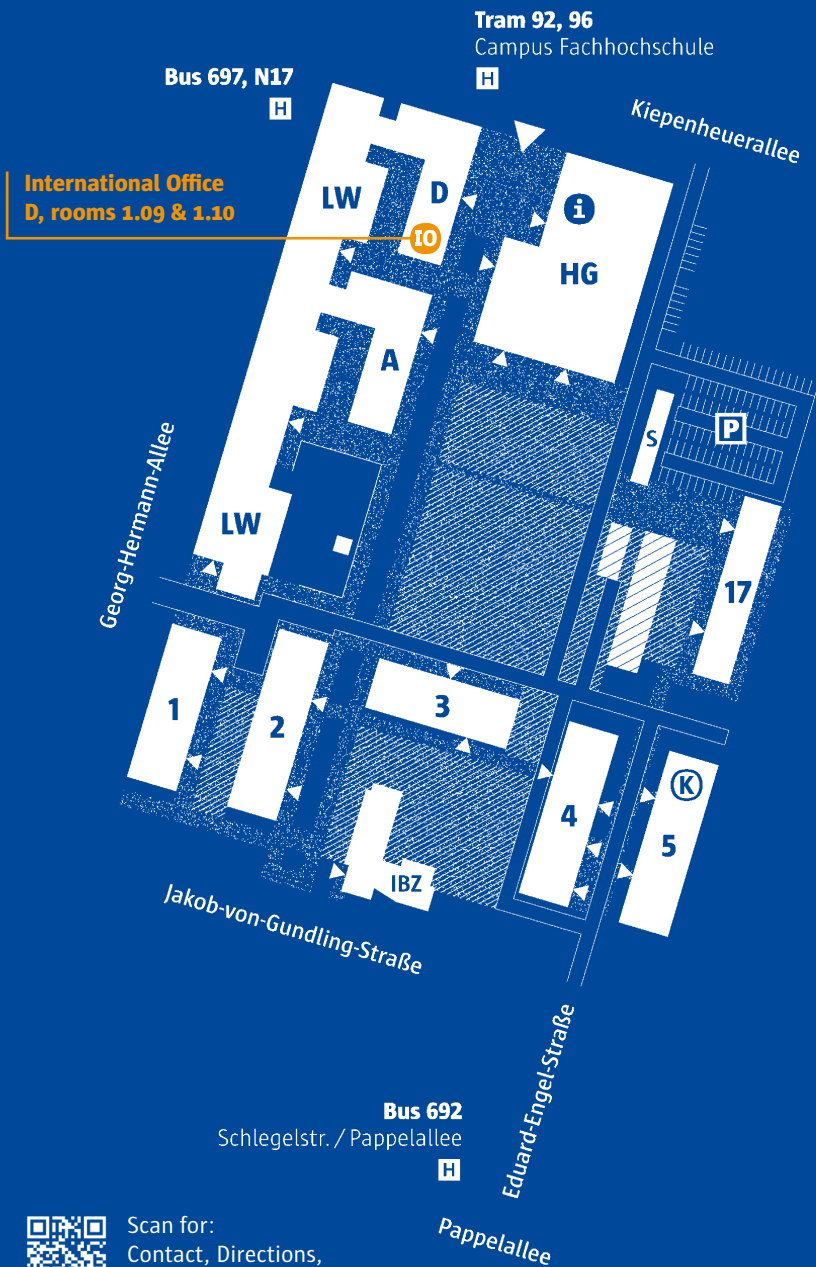 Tram 92, 96
Campus Fachhochschule
H
Bus 697, N17
H
Kiepenheuerallee
International Office
D, rooms 1.09 & 1.10
LW
D
i
IO
HG
A
S
P
Georg-Hermann-Allee
LW
17
1
2
3
4
K
5
IBZ
Jakob-von-Gundling-Straße
Eduard-Engel-Straße
Bus 692
Schlegelstr. / Pappelallee
H
Pappelallee
Scan for:
Contact, Directions,